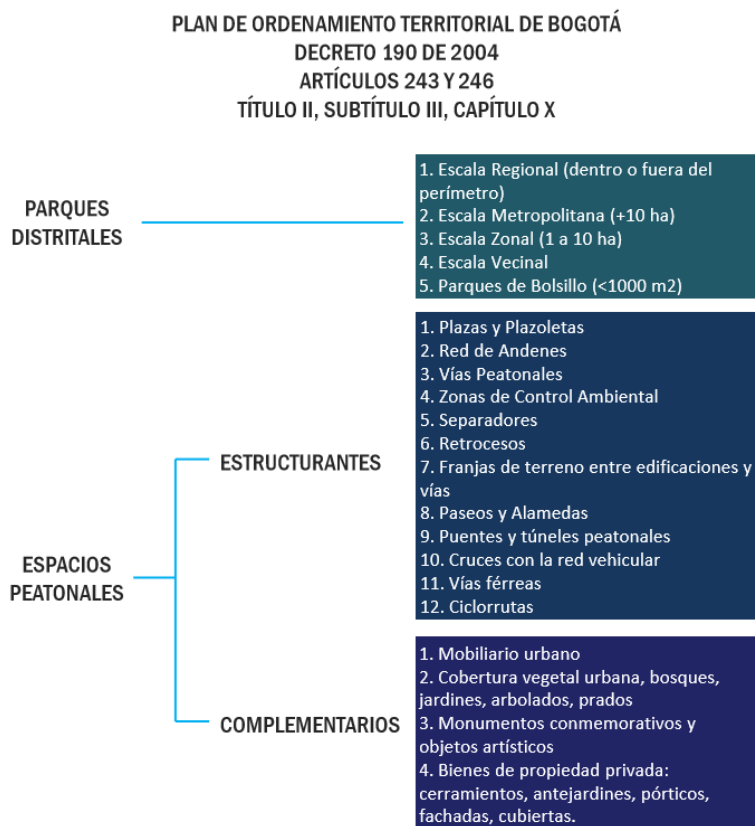 PLAN DE ORDENAMIENTO TERRITORIAL DE BOGOTÁ
DECRETO 190 DE 2004
ARTÍCULOS 243 Y 246
TÍTULO II, SUBTÍTULO III, CAPÍTULO X
PARQUES
DISTRITALES
1. Escala Regional (dentro o fuera del
perímetro)
2. Escala Metropolitana (+10 ha)
3. Escala Zonal (1 a 10 ha)
4. Escala Vecinal
5. Parques de Bolsillo (<1000 m2)
ESPACIOS
PEATONALES
ESTRUCTURANTES
1. Plazas y Plazoletas
2. Red de Andenes
3. Vías Peatonales
4. Zonas de Control Ambiental
5. Separadores
6. Retrocesos
7. Franjas de terreno entre edificaciones y
vías
8. Paseos y Alamedas
9. Puentes y túneles peatonales
10. Cruces con la red vehicular
11. Vías férreas
12. Ciclorrutas
COMPLEMENTARIOS
1. Mobiliario urbano
2. Cobertura vegetal urbana, bosques,
jardines, arbolados, prados
3. Monumentos conmemorativos y
objetos artísticos
4. Bienes de propiedad privada:
cerramientos, antejardines, pórticos,
fachadas, cubiertas.